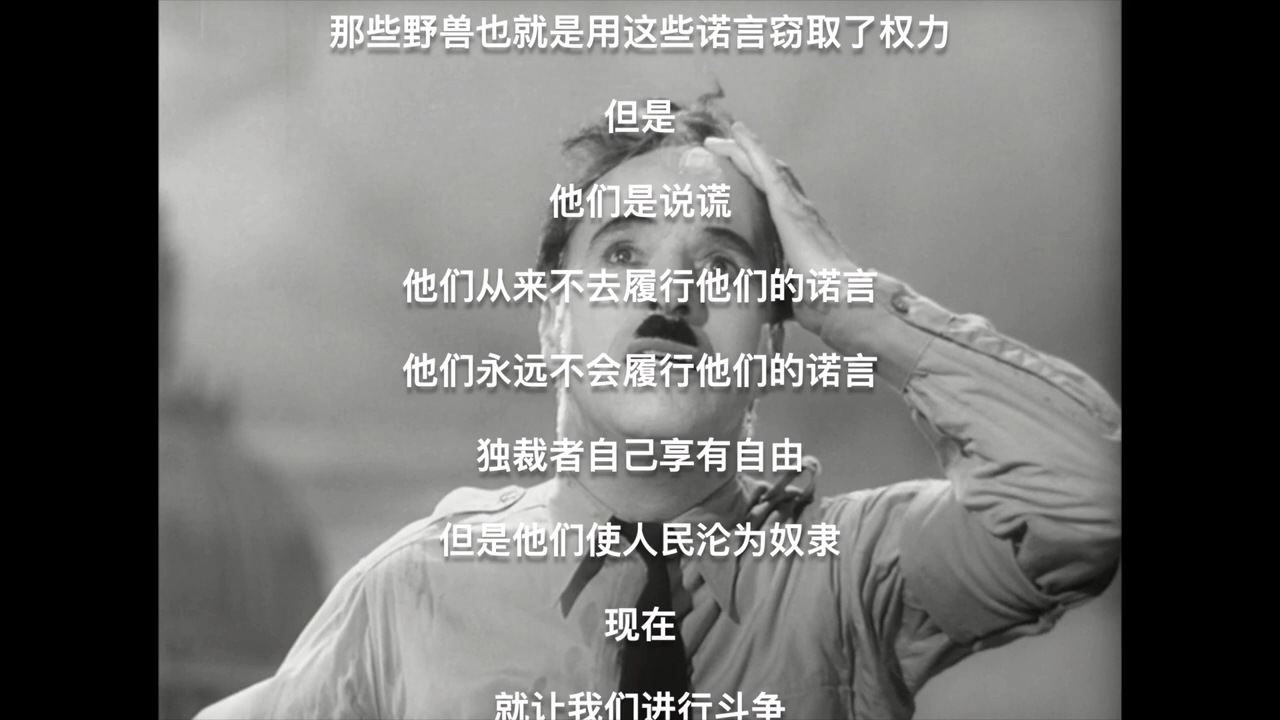 那些野兽也就是用这些诺言窃取了权力
但是
他们是说谎
他们从来不去履行他们的诺言
他们永远不会履行他们的诺言
独裁者自己享有自由
但是他们使人民沦为奴隶
现在
就让我们进行斗争